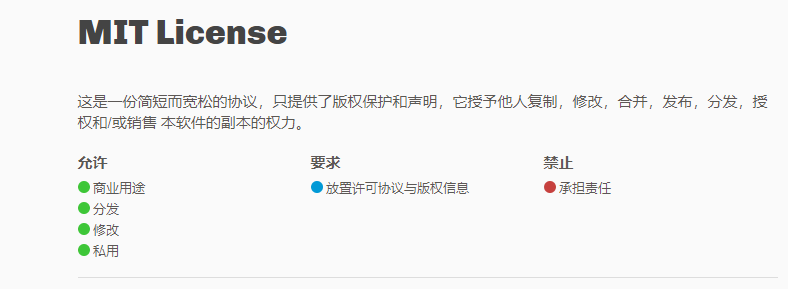 MIT License
这是一份简短而宽松的协议，只提供了版权保护和声明，它授予他人复制，修改，合并，发布，分发，授
权和/或销售 本软件的副本的权力。
允许
商业用途
分发
修改
私用
要求
放置许可协议与版权信息
禁止
承担责任